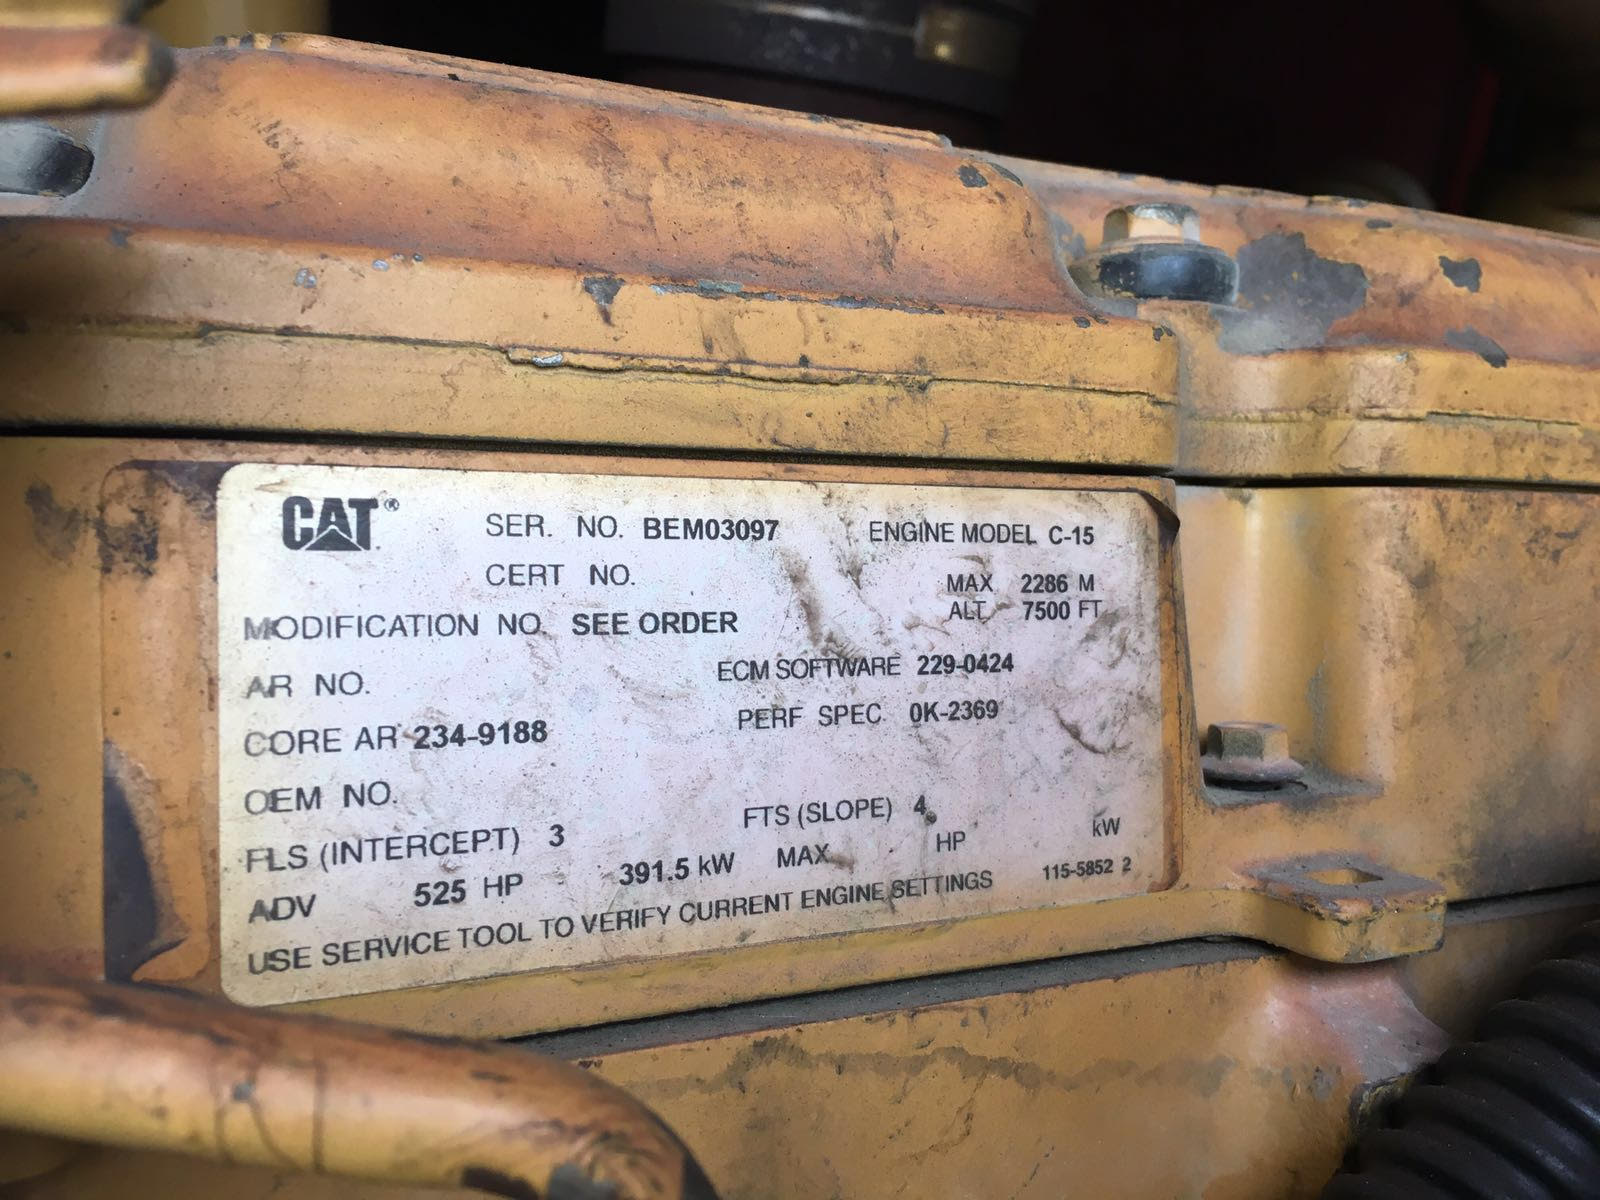 CAT® SER. NO. BEM03097 ENGINE MODEL C-15
CERT NO. MAX 2286 M
ALT 7500 FT
MODIFICATION NO. SEE ORDER
AR NO. ECM SOFTWARE 229-0424
CORE AR 234-9188 PERF SPEC 0K-2369
OEM NO.
FLS (INTERCEPT) 3 FTS (SLOPE) 4
ADV 525 HP 391.5 kW MAX HP kW
USE SERVICE TOOL TO VERIFY CURRENT ENGINE SETTINGS 115-5852 2